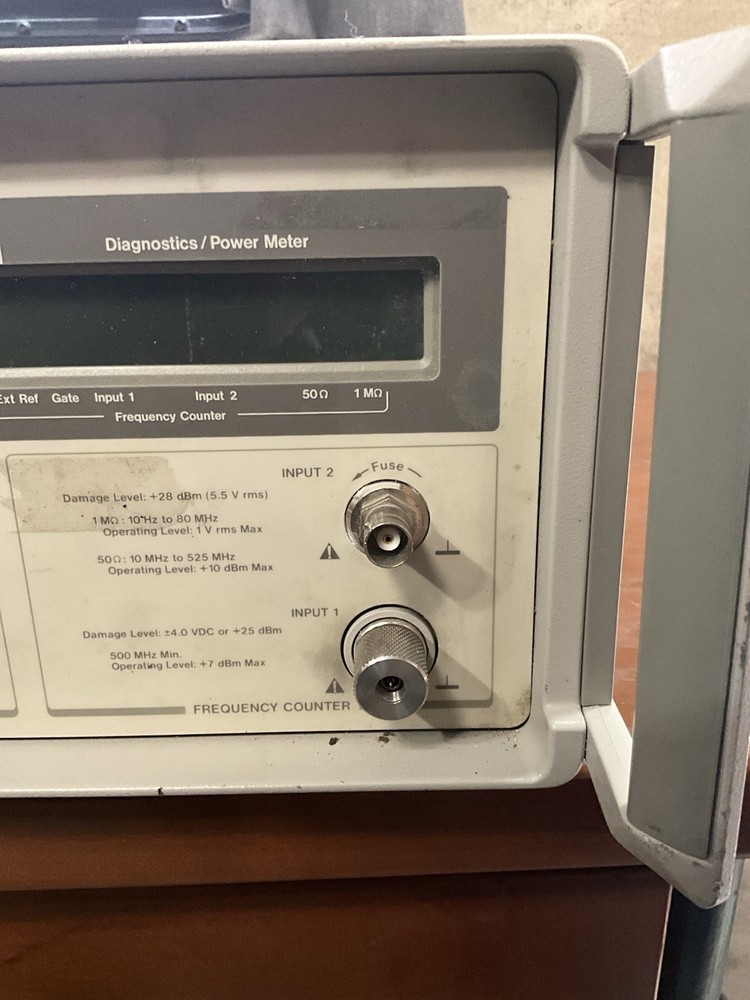 Diagnostics / Power Meter
Ext Ref Gate Input 1 Input 2 50Ω 1 MΩ
Frequency Counter
INPUT 2 Fuse
Damage Level: +28 dBm (5.5 V rms)
1 MΩ: 10 Hz to 80 MHz
Operating Level: 1 V rms Max
50Ω: 10 MHz to 525 MHz
Operating Level: +10 dBm Max
INPUT 1
Damage Level: ±4.0 VDC or +25 dBm
500 MHz Min.
Operating Level: +7 dBm Max
FREQUENCY COUNTER